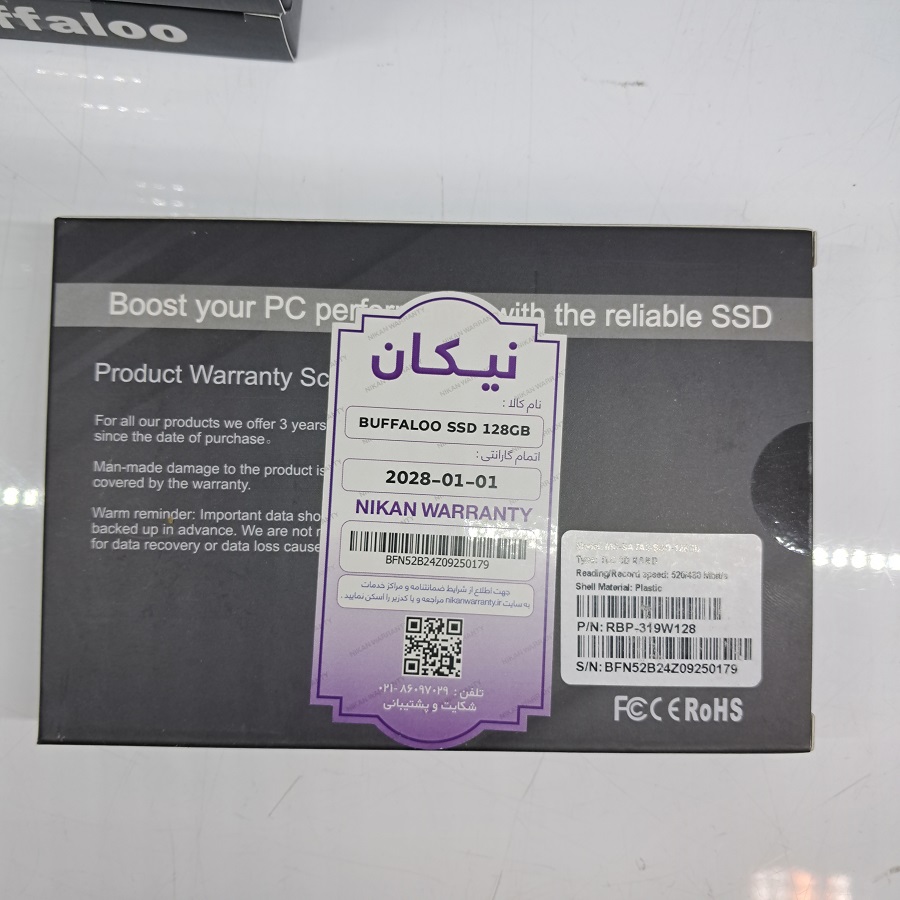 ffaloo
Boost your PC perfor with the reliable SSD
Product Warranty Sc
For all our products we offer 3 years
since the date of purchase。
Man-made damage to the product is
covered by the warranty.
Warm reminder: Important data sho
backed up in advance. We are not r
for data recovery or data loss cause
نیکان
نام کالا :
BUFFALOO SSD 128GB
اتمام گارانتی :
2028-01-01
NIKAN WARRANTY
BFN52B24Z09250179
جهت اطلاع از شرایط ضمانتنامه و مراکز خدمات
به سایت nikanwarranty.ir مراجعه و یا کدزیر را اسکن نمایید .
تلفن : ۸۶۰۹۷۰۲۹ -۰۲۱
شکایت و پشتیبانی
Reading/Record speed:
Shell Material: Plastic
P/N: RBP-319W128
S/N: BFN52B24Z09250179
FC CE RoHS